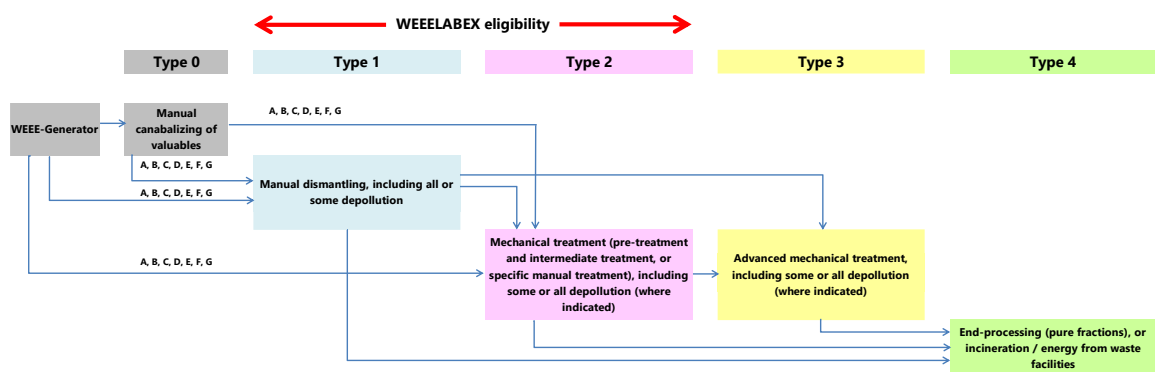 WEEELABEX eligibility
Type 0
Type 1
Type 2
Type 3
Type 4
WEEE-Generator
Manual
canabalizing of
valuables
A, B, C, D, E, F, G
A, B, C, D, E, F, G
A, B, C, D, E, F, G
Manual dismantling, including all or
some depollution
A, B, C, D, E, F, G
Mechanical treatment (pre-treatment
and intermediate treatment, or
specific manual treatment), including
some or all depollution (where
indicated)
Advanced mechanical treatment,
including some or all depollution
(where indicated)
End-processing (pure fractions), or
incineration / energy from waste
facilities